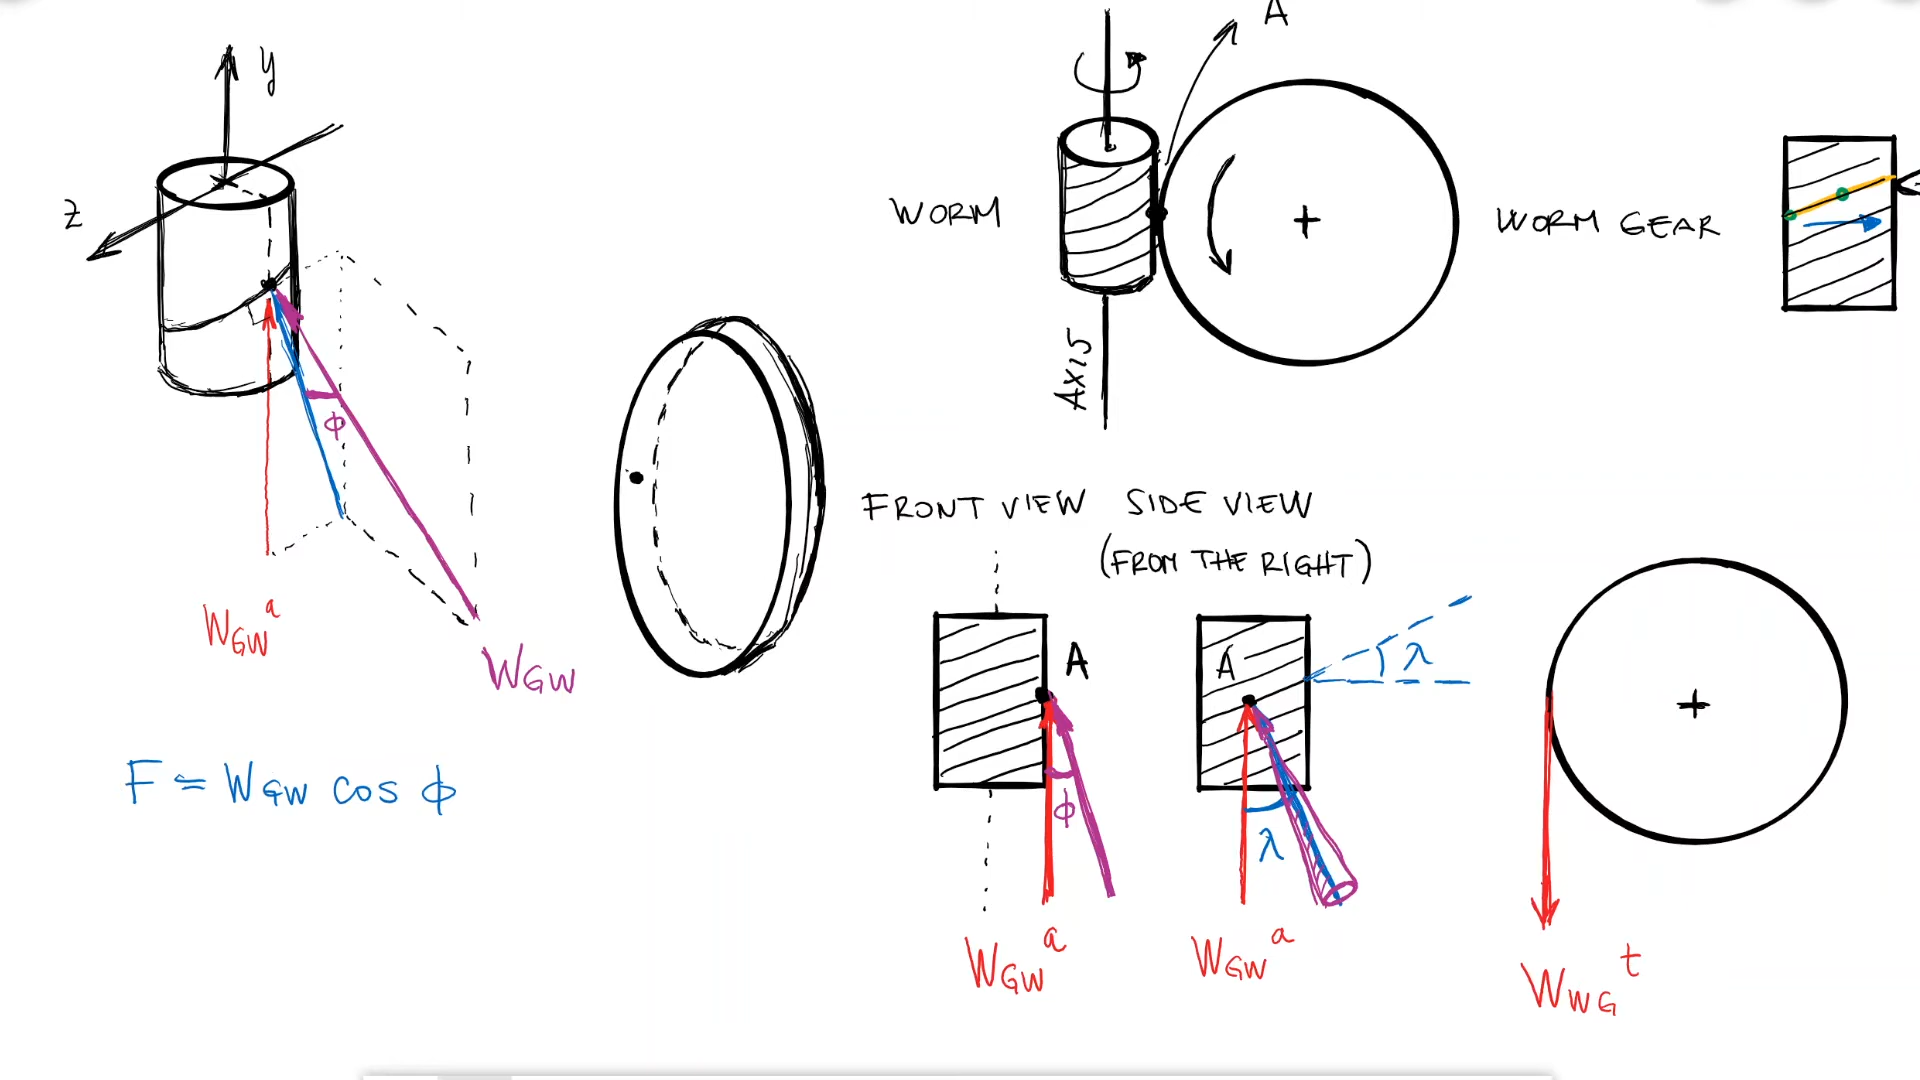 y
z
W_GW^a
W_GW
ϕ
F = W_GW cos ϕ
A
WORM
AXIS
WORM GEAR
FRONT VIEW
SIDE VIEW
(FROM THE RIGHT)
A
ϕ
W_GW^a
A
λ
λ
W_GW^a
W_WG^t